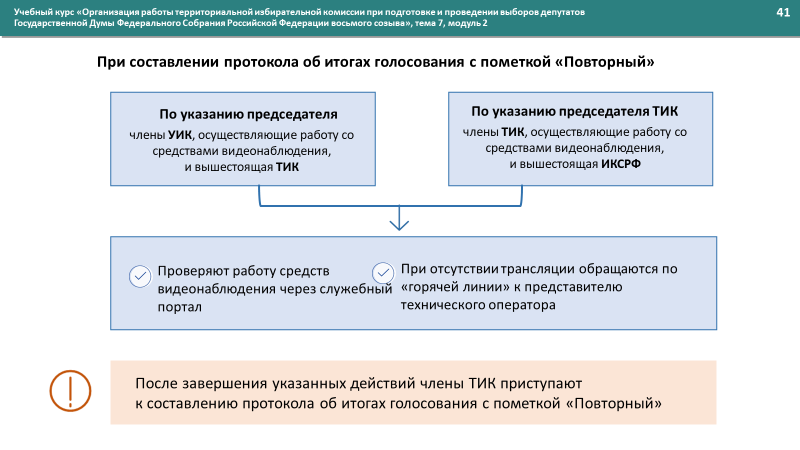 Учебный курс «Организация работы территориальной избирательной комиссии при подготовке и проведении выборов депутатов
Государственной Думы Федерального Собрания Российской Федерации восьмого созыва», тема 7, модуль 2
41
При составлении протокола об итогах голосования с пометкой «Повторный»
По указанию председателя
члены УИК, осуществляющие работу со
средствами видеонаблюдения,
и вышестоящая ТИК
По указанию председателя ТИК
члены ТИК, осуществляющие работу со
средствами видеонаблюдения,
и вышестоящая ИКСРФ
Проверяют работу средств
видеонаблюдения через служебный
портал
При отсутствии трансляции обращаются по
«горячей линии» к представителю
технического оператора
После завершения указанных действий члены ТИК приступают
к составлению протокола об итогах голосования с пометкой «Повторный»